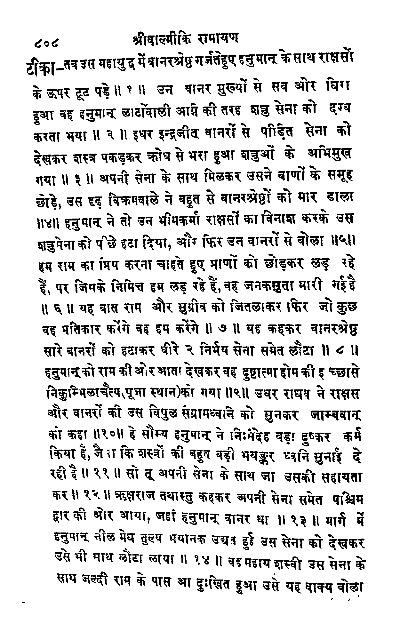 ८०८ श्रीवाल्मीकि रामायण
टीका–तब उस महायुद्ध में वानरश्रेष्ठ गर्जतेहुए हनुमान् के साथ राक्षसों
के ऊपर टूट पड़े ॥ १ ॥ उन वानर मुख्यों से सब ओर घिरा
हुआ वह हनुमान् लाटोंवाली अग्नि की तरह शत्रु सेना को दग्ध
करता भया ॥ २ ॥ इधर इन्द्रजीत वानरों से पीड़ित सेना को
देखकर शस्त्र पकड़कर क्रोध से भरा हुआ शत्रुओं के अभिमुख
गया ॥ ३ ॥ अपनी सेना के साथ मिलकर उसने बाणों के समूह
छोड़े, उस दृढ़ विक्रमवाले ने बहुत से वानरश्रेष्ठों को मार डाला
॥४॥ हनुमान् ने तो उन भीमकर्मा राक्षसों का विनाश करके उस
शत्रुसेना को पीछे हटा दिया, और फिर उन वानरों से बोला ॥५॥
हम राम का प्रिय करना चाहते हुए प्राणों को छोड़कर लड़ रहे
हैं, पर जिसके निमित्त हम लड़ रहे हैं, वह जनकसुता मारी गई है
॥ ६ ॥ यह बात राम और सुग्रीव को जितलाकर फिर जो कुछ
वह प्रतिकार करेंगे वह हम करेंगे ॥ ७ ॥ यह कहकर वानरश्रेष्ठ
सारे वानरों को हटाकर धीरे २ निर्भय सेना समेत लौटा ॥ ८ ॥
हनुमान् को राम की ओर आता देखकर वह दुष्टात्मा होम की इच्छासे
निकुम्भिलाचैत्य(पूजा स्थान)को गया ॥९॥ उधर राघव ने राक्षस
और वानरों की उस विपुल संग्रामध्वनि को सुनकर जाम्बवान्
को कहा ॥१०॥ हे सौम्य हनुमान् ने निःसंदेह बड़ा दुष्कर कर्म
किया है, जैसा कि शस्त्रों की बहुत बड़ी भयङ्कर ध्वनि सुनाई दे
रही है ॥ ११ ॥ सो तू अपनी सेना के साथ जा उसकी सहायता
कर ॥ १२ ॥ ऋक्षराज तथास्तु कहकर अपनी सेना समेत पश्चिम
द्वार की ओर आया, जहां हनुमान् वानर था ॥ १३ ॥ मार्ग में
हनुमान् नील मेघ तुल्य भयानक उद्यत हुई उस सेना को देखकर
उसे भी साथ लौटा लाया ॥ १४ ॥ वह महायशस्वी उस सेना के
साथ जल्दी राम के पास आ दुःखित हुआ उसे यह वाक्य बोला